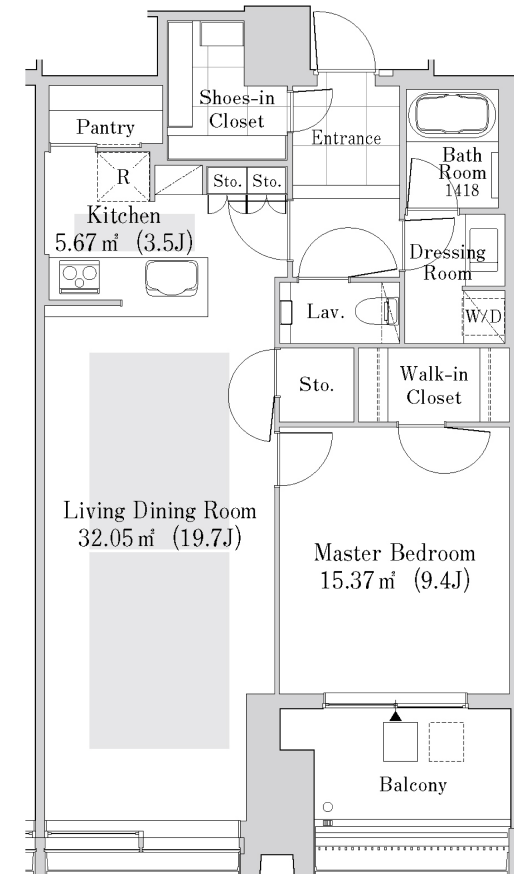 Shoes-in
Closet
Pantry
Entrance
R
Sto.
Sto.
Bath
Room
1418
Kitchen
5.67㎡ (3.5J)
Dressing
Room
Lav.
W/D
Sto.
Walk-in
Closet
Living Dining Room
32.05㎡ (19.7J)
Master Bedroom
15.37㎡ (9.4J)
Balcony